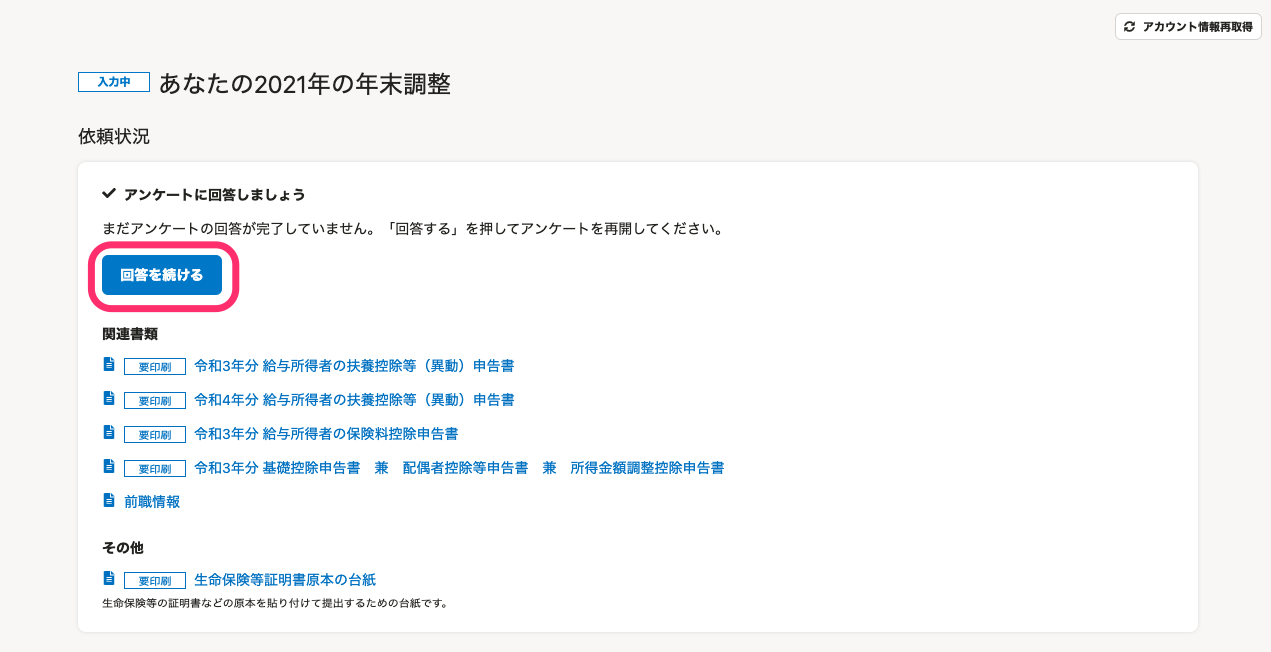 アカウント情報再取得
入力中 あなたの2021年の年末調整
依頼状況
アンケートに回答しましょう
まだアンケートの回答が完了していません。「回答する」を押してアンケートを再開してください。
回答を続ける
関連書類
要印刷 令和3年分 給与所得者の扶養控除等（異動）申告書
要印刷 令和4年分 給与所得者の扶養控除等（異動）申告書
要印刷 令和3年分 給与所得者の保険料控除申告書
要印刷 令和3年分 基礎控除申告書　兼　配偶者控除等申告書　兼　所得金額調整控除申告書
前職情報
その他
要印刷 生命保険等証明書原本の台紙
生命保険等の証明書などの原本を貼り付けて提出するための台紙です。